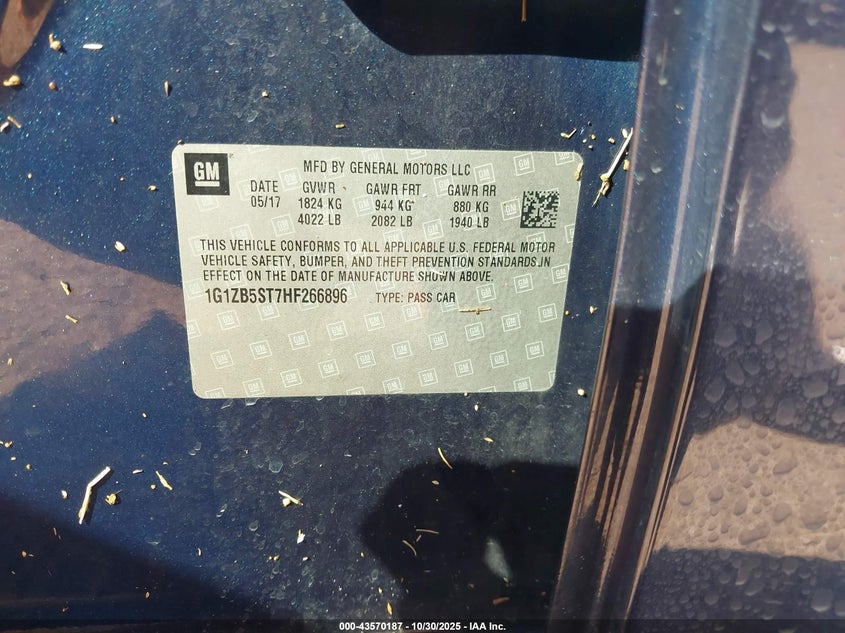 GM
MFD BY GENERAL MOTORS LLC
DATE GVWR GAWR FRT GAWR RR
05/17 1824 KG 944 KG 880 KG
4022 LB 2082 LB 1940 LB
THIS VEHICLE CONFORMS TO ALL APPLICABLE U.S. FEDERAL MOTOR
VEHICLE SAFETY, BUMPER, AND THEFT PREVENTION STANDARDS IN
EFFECT ON THE DATE OF MANUFACTURE SHOWN ABOVE.
1G1ZB5ST7HF266896 TYPE: PASS CAR
000-43570187 - 10/30/2025 - IAA Inc.